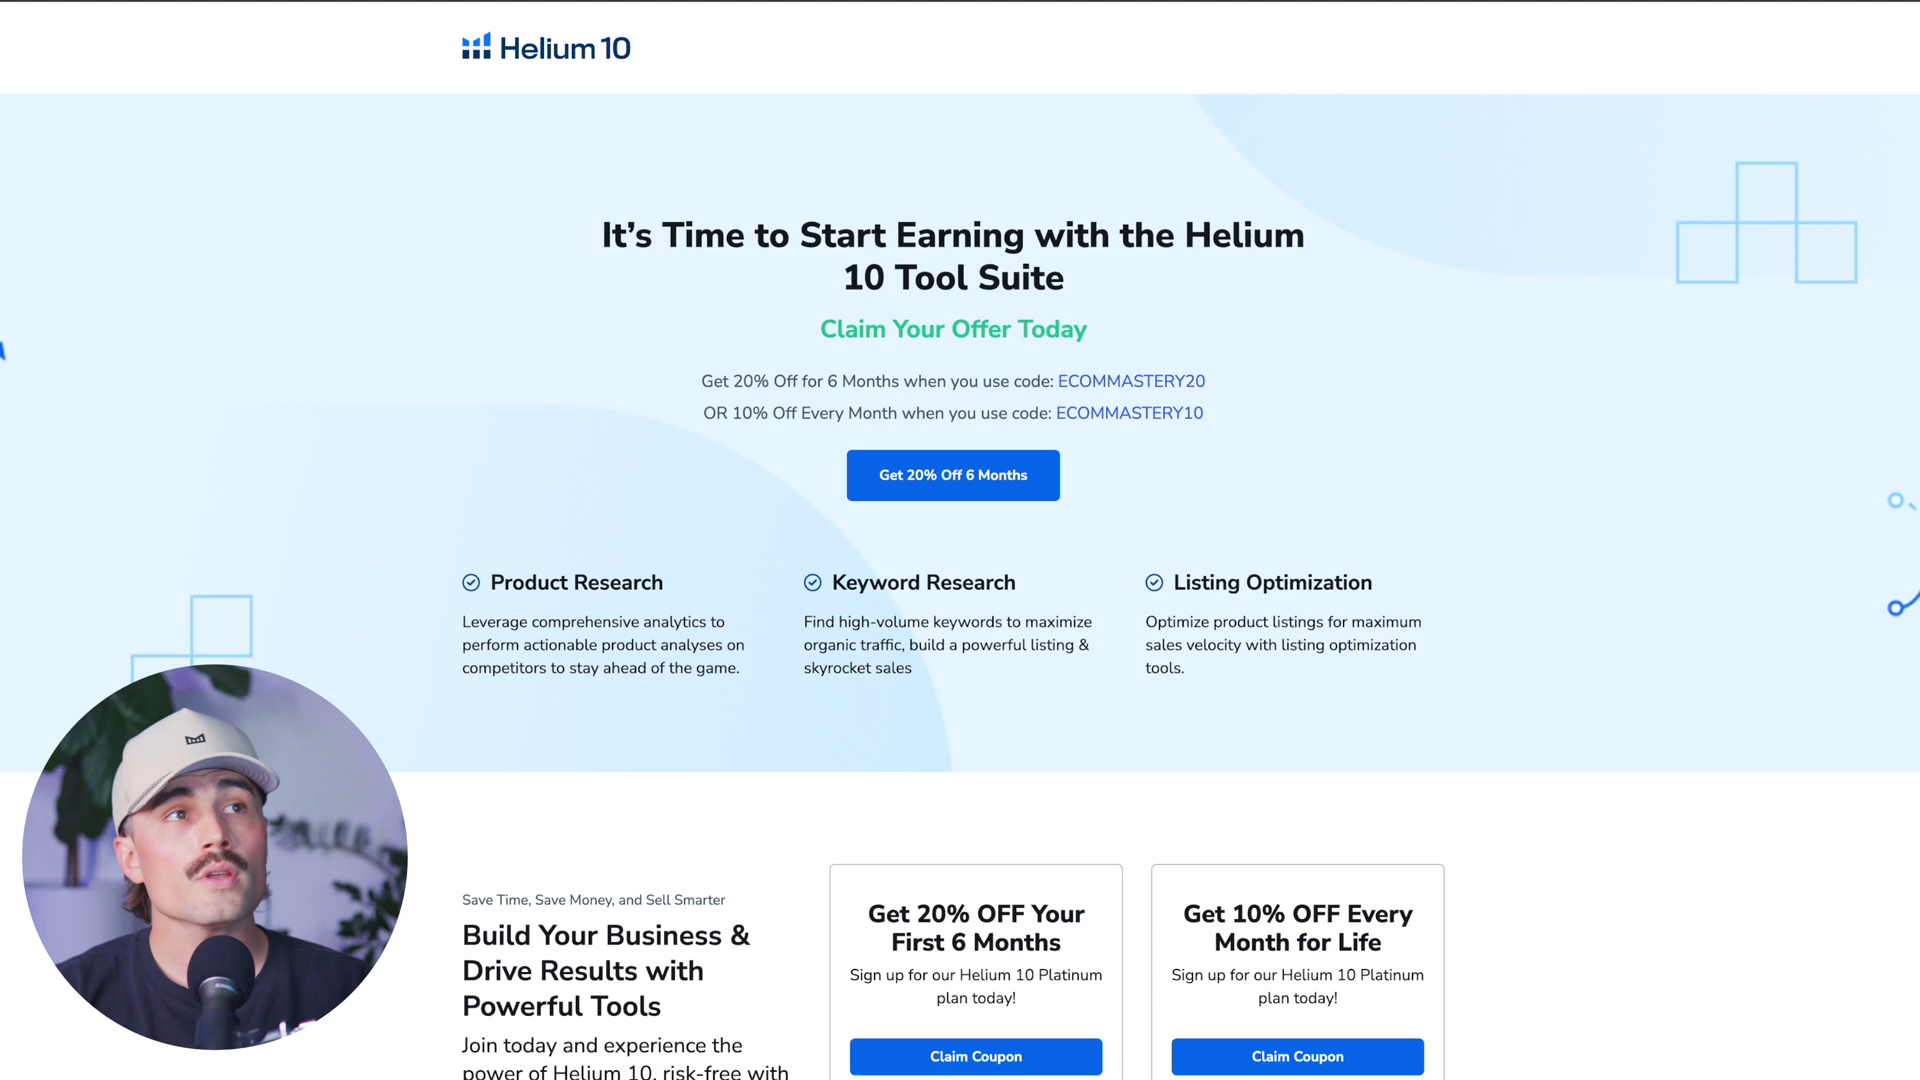 Helium 10
It's Time to Start Earning with the Helium
10 Tool Suite
Claim Your Offer Today
Get 20% Off for 6 Months when you use code: ECOMMASTERY20
OR 10% Off Every Month when you use code: ECOMMASTERY10
Get 20% Off 6 Months
Product Research
Leverage comprehensive analytics to
perform actionable product analyses on
competitors to stay ahead of the game.
Keyword Research
Find high-volume keywords to maximize
organic traffic, build a powerful listing &
skyrocket sales
Listing Optimization
Optimize product listings for maximum
sales velocity with listing optimization
tools.
Save Time, Save Money, and Sell Smarter
Build Your Business &
Drive Results with
Powerful Tools
Join today and experience the
power of Helium 10, risk-free with
Get 20% OFF Your
First 6 Months
Sign up for our Helium 10 Platinum
plan today!
Claim Coupon
Get 10% OFF Every
Month for Life
Sign up for our Helium 10 Platinum
plan today!
Claim Coupon